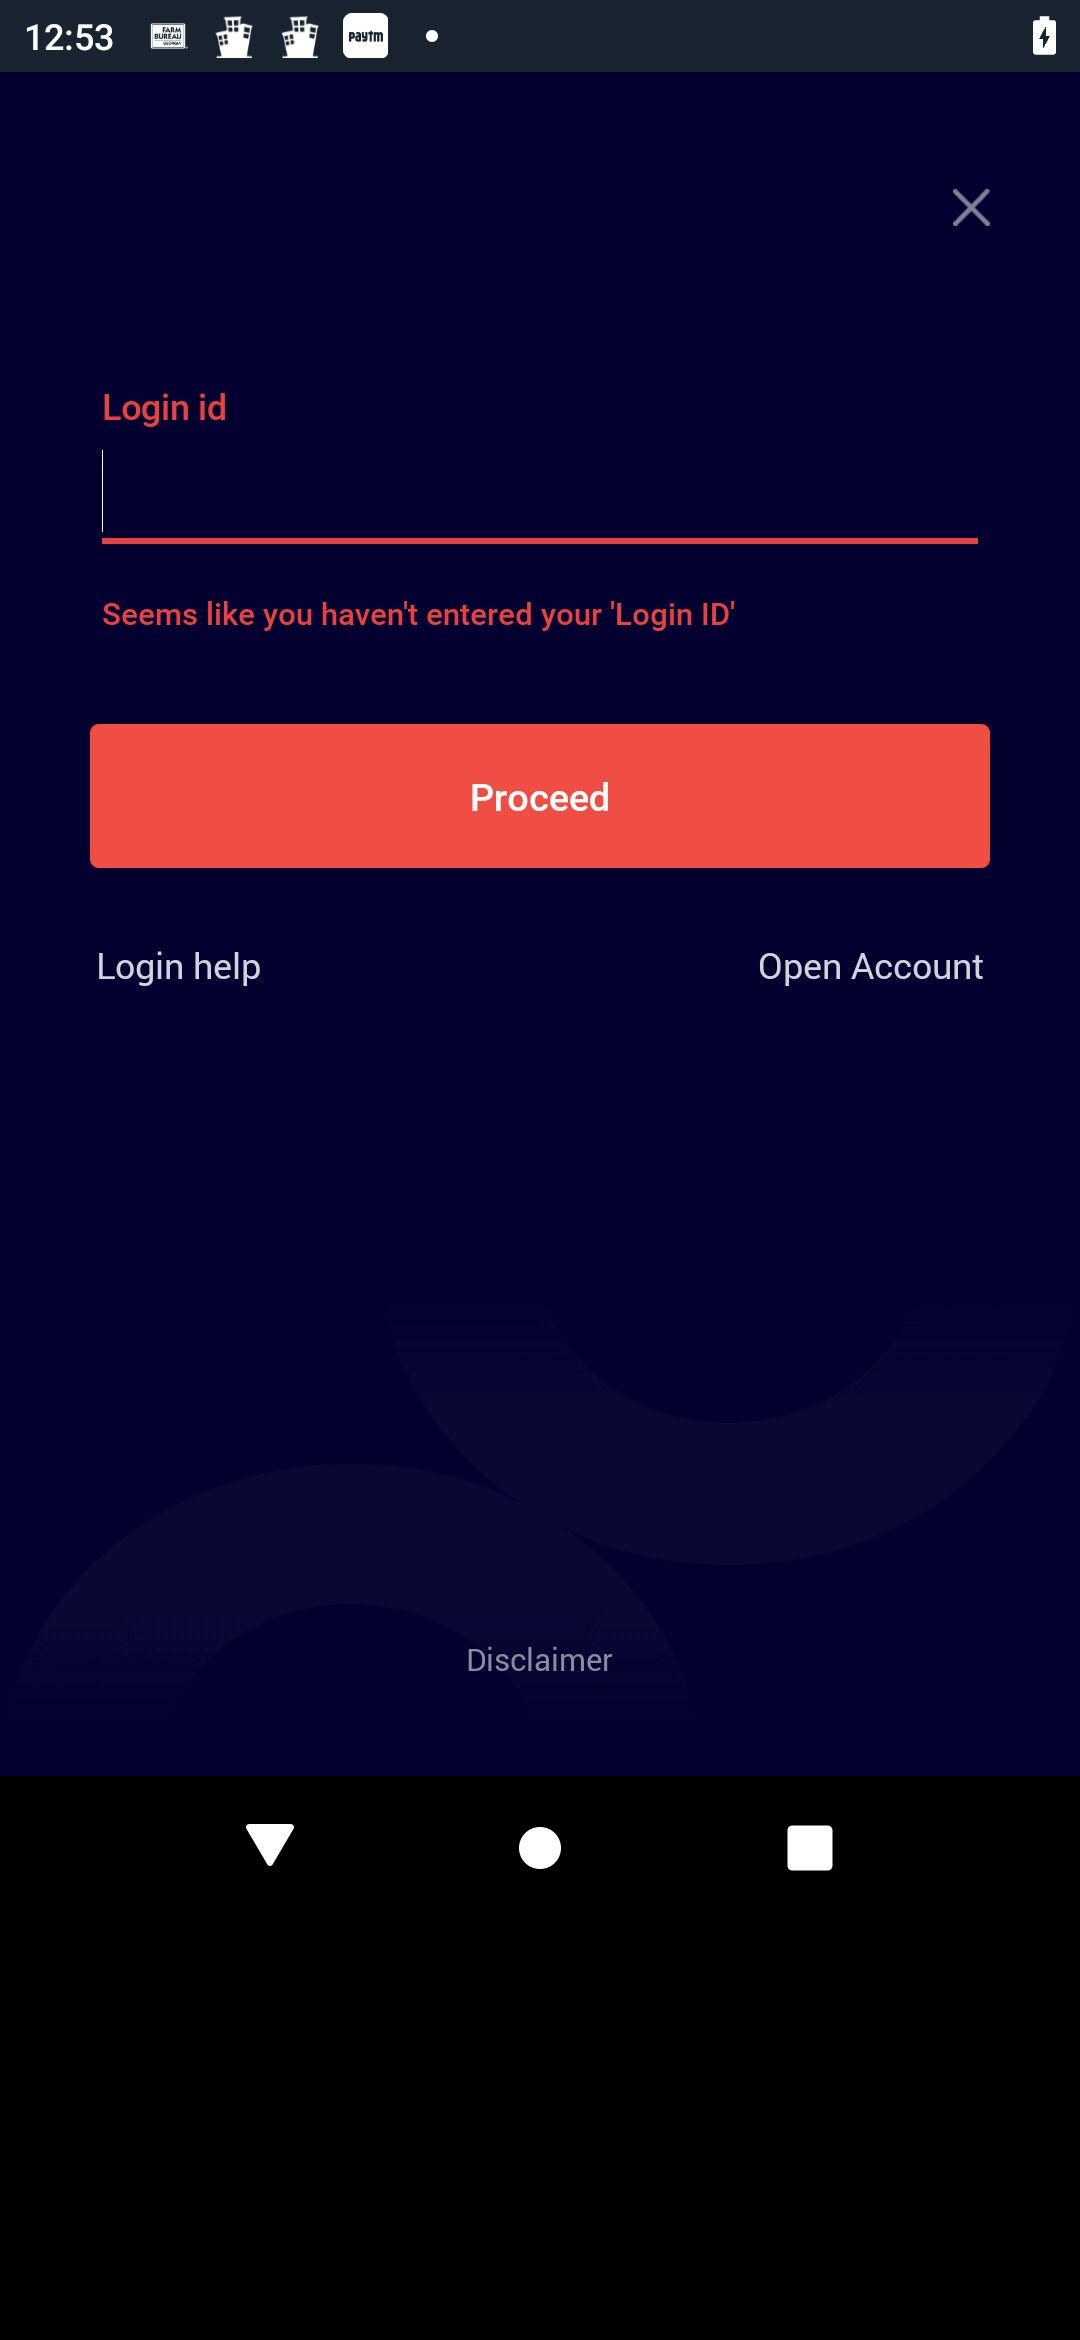 12:53
FARM
BUREAU
GEORGIA
paytm
Login id
Seems like you haven't entered your 'Login ID'
Proceed
Login help
Open Account
Disclaimer